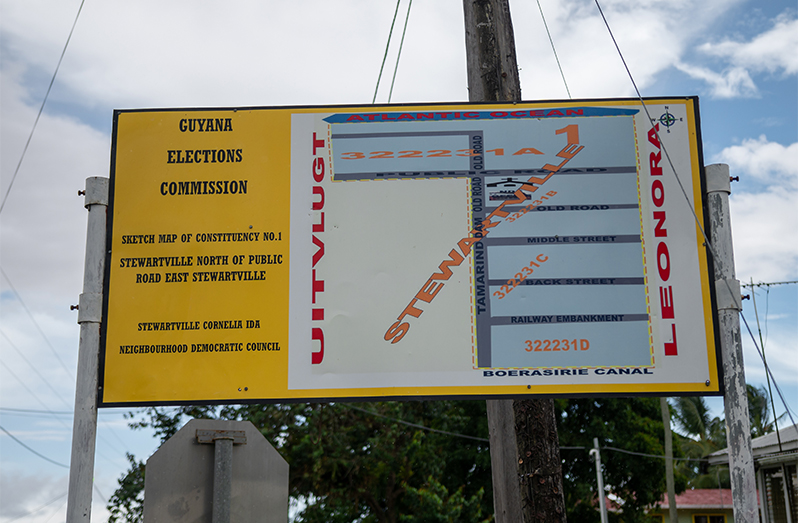 GUYANA
ELECTIONS
COMMISSION
SKETCH MAP OF CONSTITUENCY NO.1
STEWARTVILLE NORTH OF PUBLIC
ROAD EAST STEWARTVILLE
STEWARTVILLE CORNELIA IDA
NEIGHBOURHOOD DEMOCRATIC COUNCIL
ATLANTIC OCEAN
N
UITVLUGT
LEONORA
322231A
OLD ROAD
1
PUBLIC ROAD
STEWARTVILLE
OLD ROAD
322231B
OLD ROAD
TAMARIND DAM
MIDDLE STREET
322231C
BACK STREET
RAILWAY EMBANKMENT
322231D
BOERASIRIE CANAL